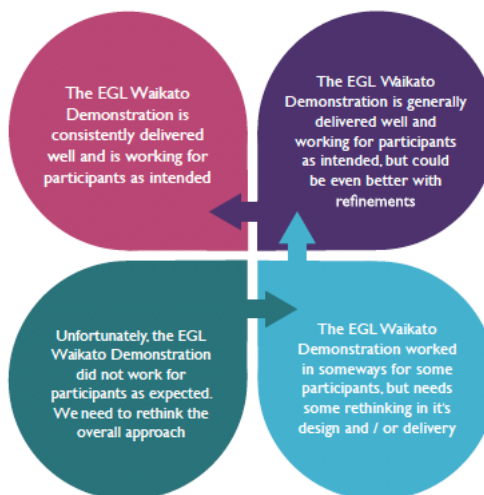 The EGL Waikato
Demonstration is
consistently delivered
well and is working for
participants as intended
The EGL Waikato
Demonstration is generally
delivered well and
working for participants
as intended, but could
be even better with
refinements
Unfortunately, the EGL
Waikato Demonstration
did not work for
participants as expected.
We need to rethink the
overall approach
The EGL Waikato
Demonstration worked
in someways for some
participants, but needs
some rethinking in it's
design and / or delivery